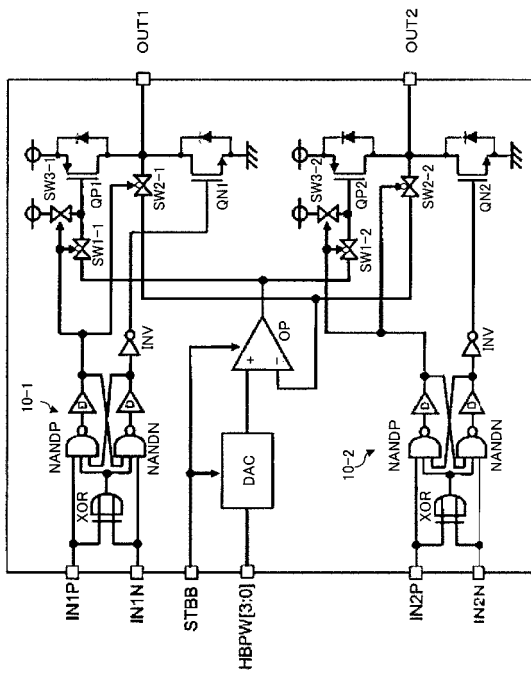 OUT1
OUT2
SW3-1
QP1
SW1-1
SW2-1
QN1
SW3-2
QP2
SW1-2
SW2-2
QN2
10-1
NANDP
D
D
INV
NANDN
XOR
OP
+
-
DAC
10-2
NANDP
D
D
INV
NANDN
XOR
IN1P
IN1N
STBB
HBPW[3:0]
IN2P
IN2N